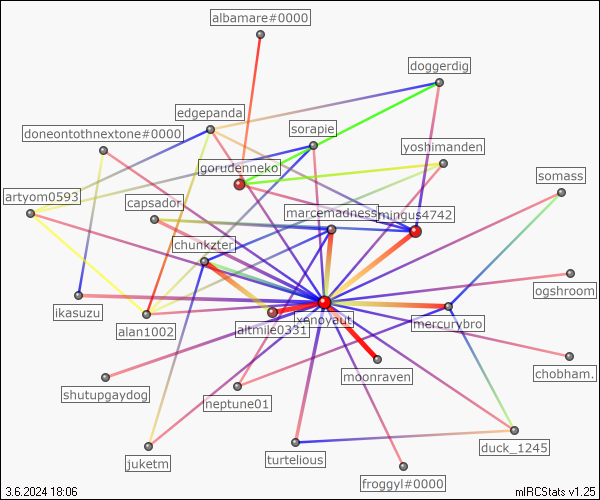 albamare#0000
doggerdig
edgepanda
doneontothnextone#0000
sorapie
yoshimanden
gorudenneko
somass
artyom0593
capsador
marcemadness
mingus4742
chunkzter
ogshroom
ikasuzu
xenoyaut
alan1002
altmile0331
mercurybro
chobham.
moonraven
shutupgaydog
neptune01
duck_1245
juketm
turtelious
froggyl#0000
3.6.2024 18:06
mIRCStats v1.25